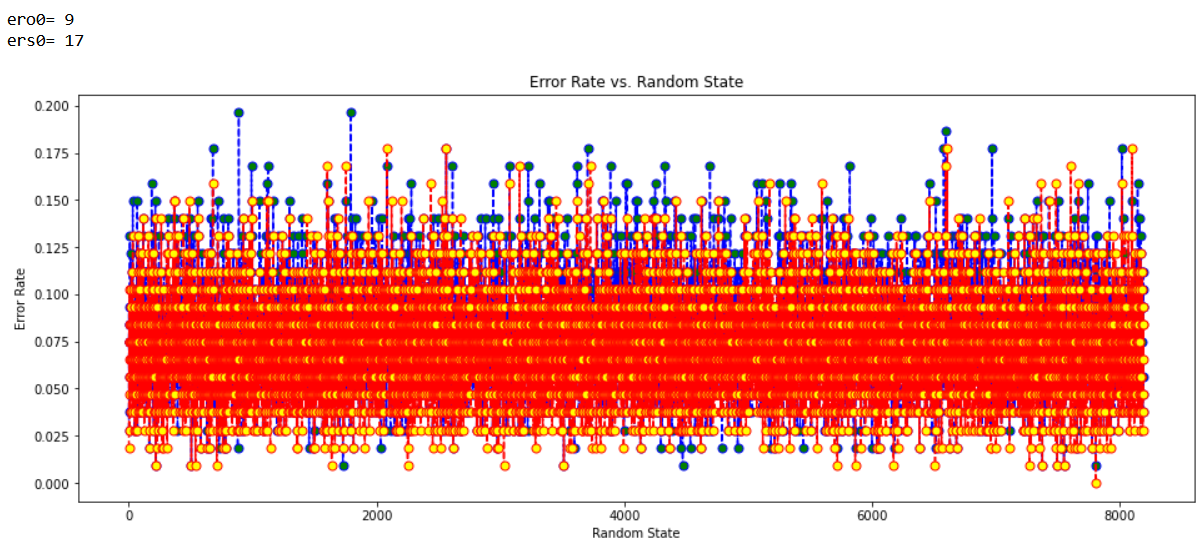 ero0= 9
ers0= 17
Error Rate vs. Random State
0.200
0.175
0.150
0.125
0.100
0.075
0.050
0.025
0.000
Error Rate
0 2000 4000 6000 8000
Random State